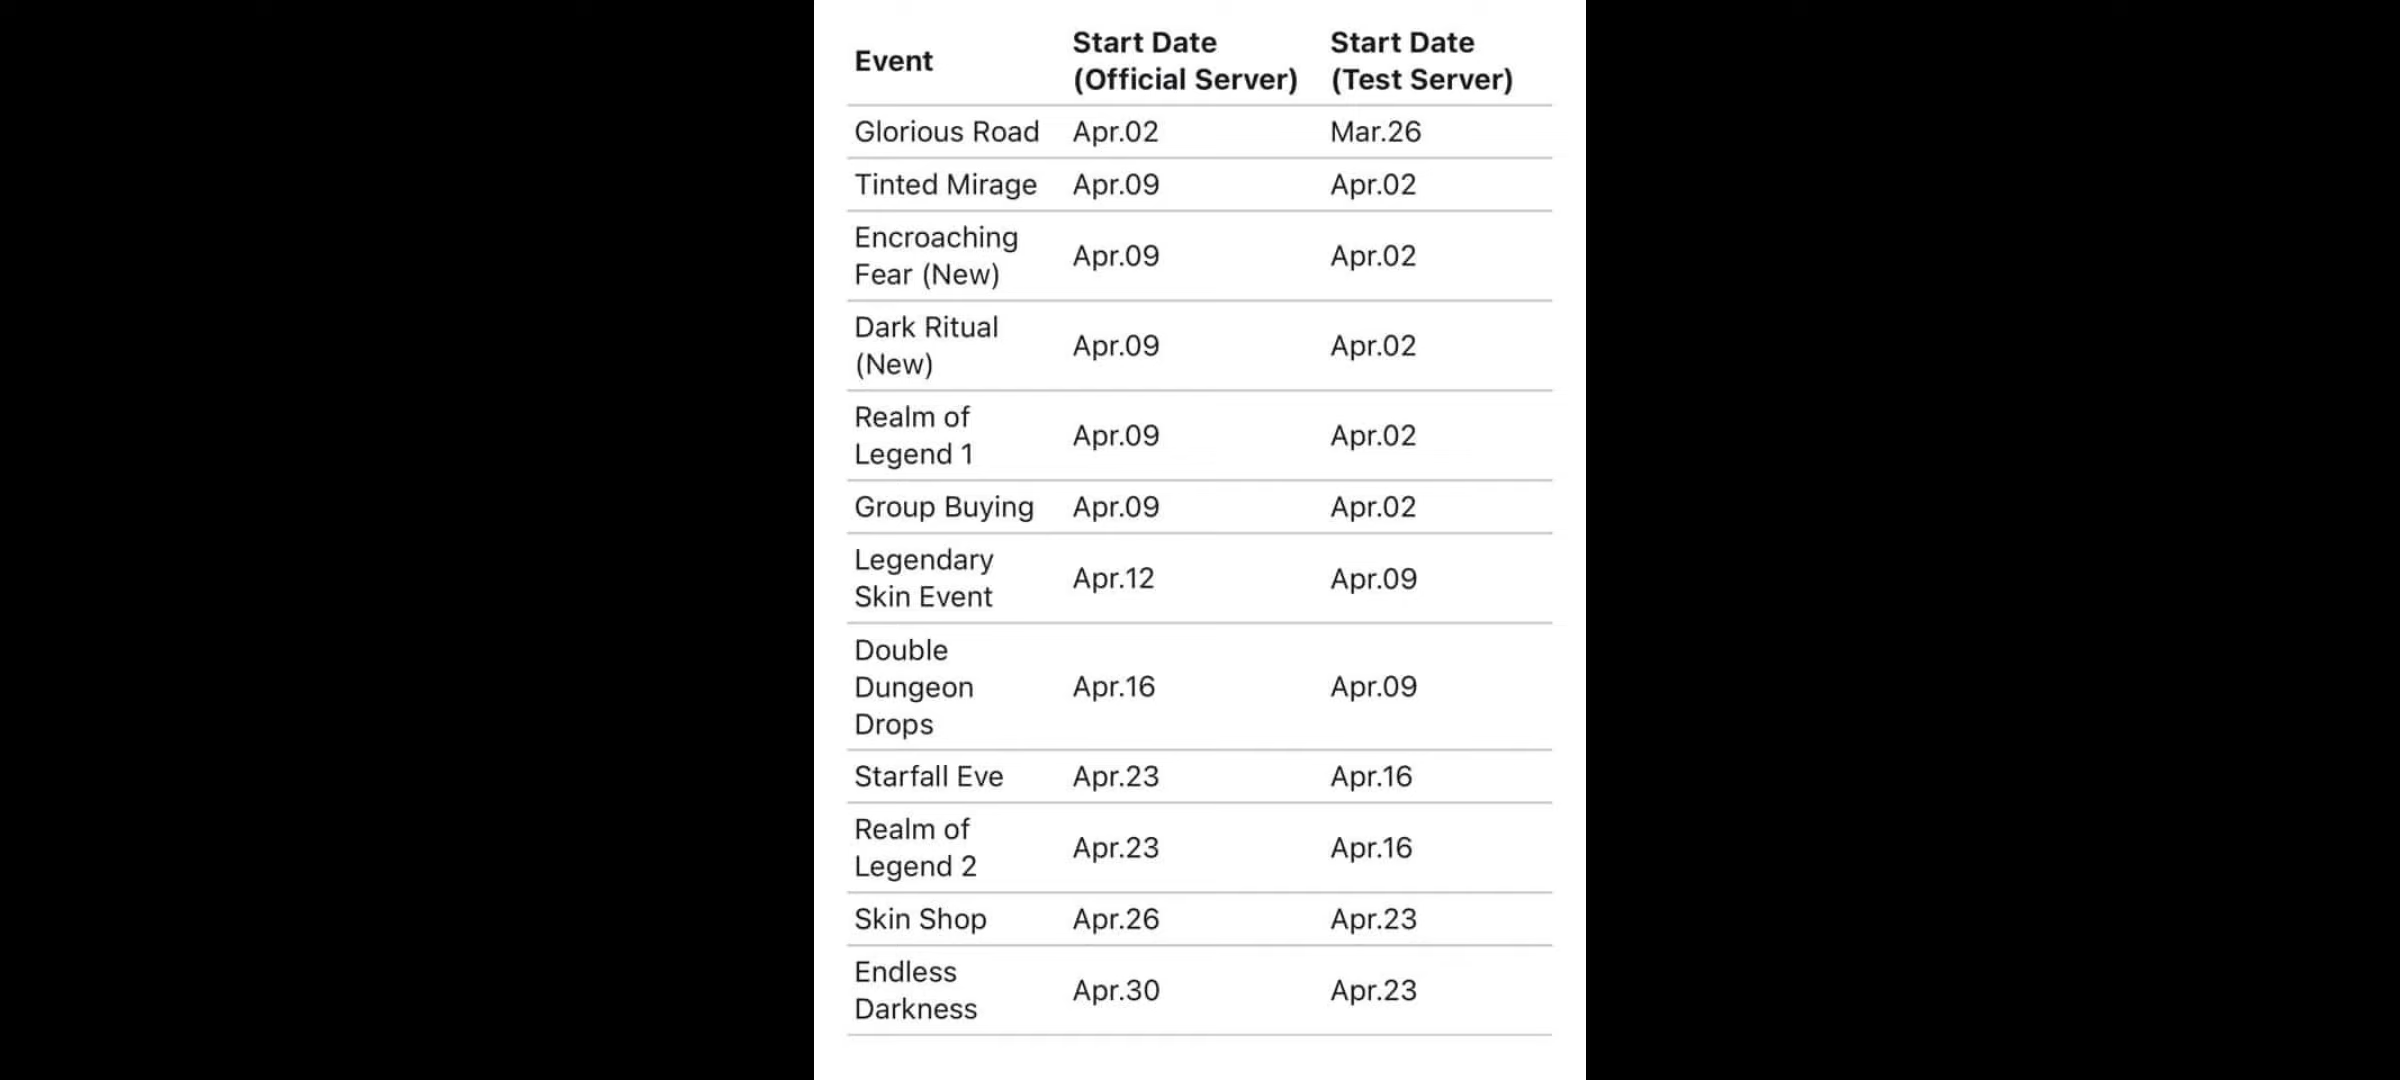 Event Start Date (Official Server) Start Date (Test Server)
Glorious Road Apr.02 Mar.26
Tinted Mirage Apr.09 Apr.02
Encroaching Fear (New) Apr.09 Apr.02
Dark Ritual (New) Apr.09 Apr.02
Realm of Legend 1 Apr.09 Apr.02
Group Buying Apr.09 Apr.02
Legendary Skin Event Apr.12 Apr.09
Double Dungeon Drops Apr.16 Apr.09
Starfall Eve Apr.23 Apr.16
Realm of Legend 2 Apr.23 Apr.16
Skin Shop Apr.26 Apr.23
Endless Darkness Apr.30 Apr.23